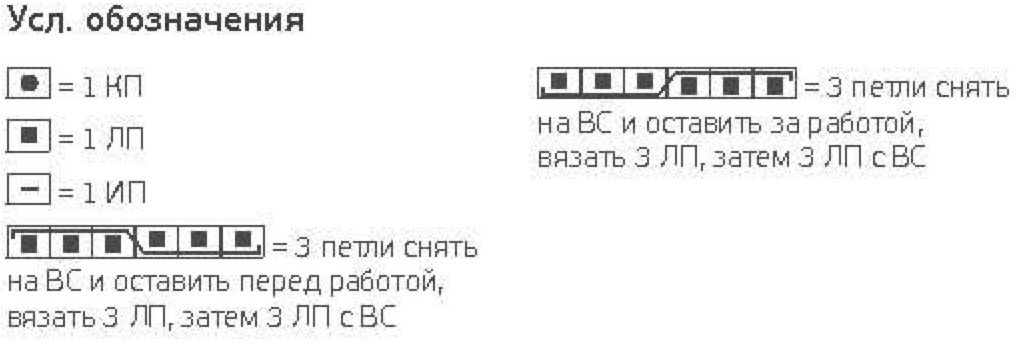 Усл. обозначения
= 1 КП
= 1 ЛП
= 1 ИП
= 3 петли снять
на ВС и оставить перед работой,
вязать 3 ЛП, затем 3 ЛП с ВС
= 3 петли снять
на ВС и оставить за работой,
вязать 3 ЛП, затем 3 ЛП с ВС